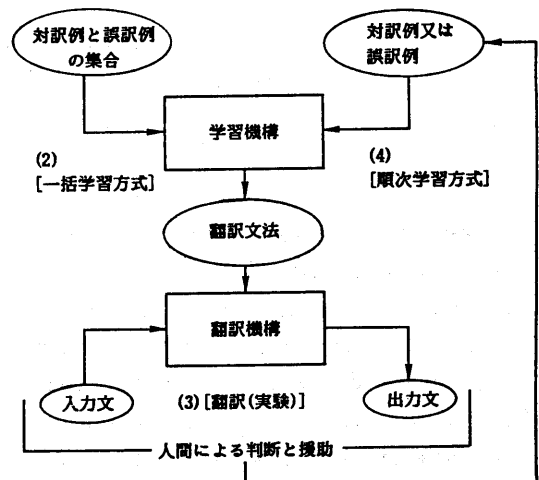 対訳例と誤訳例
の集合
対訳例又は
誤訳例
学習機構
(2)
[一括学習方式]
(4)
[順次学習方式]
翻訳文法
翻訳機構
入力文
(3)[翻訳(実験)]
出力文
人間による判断と援助